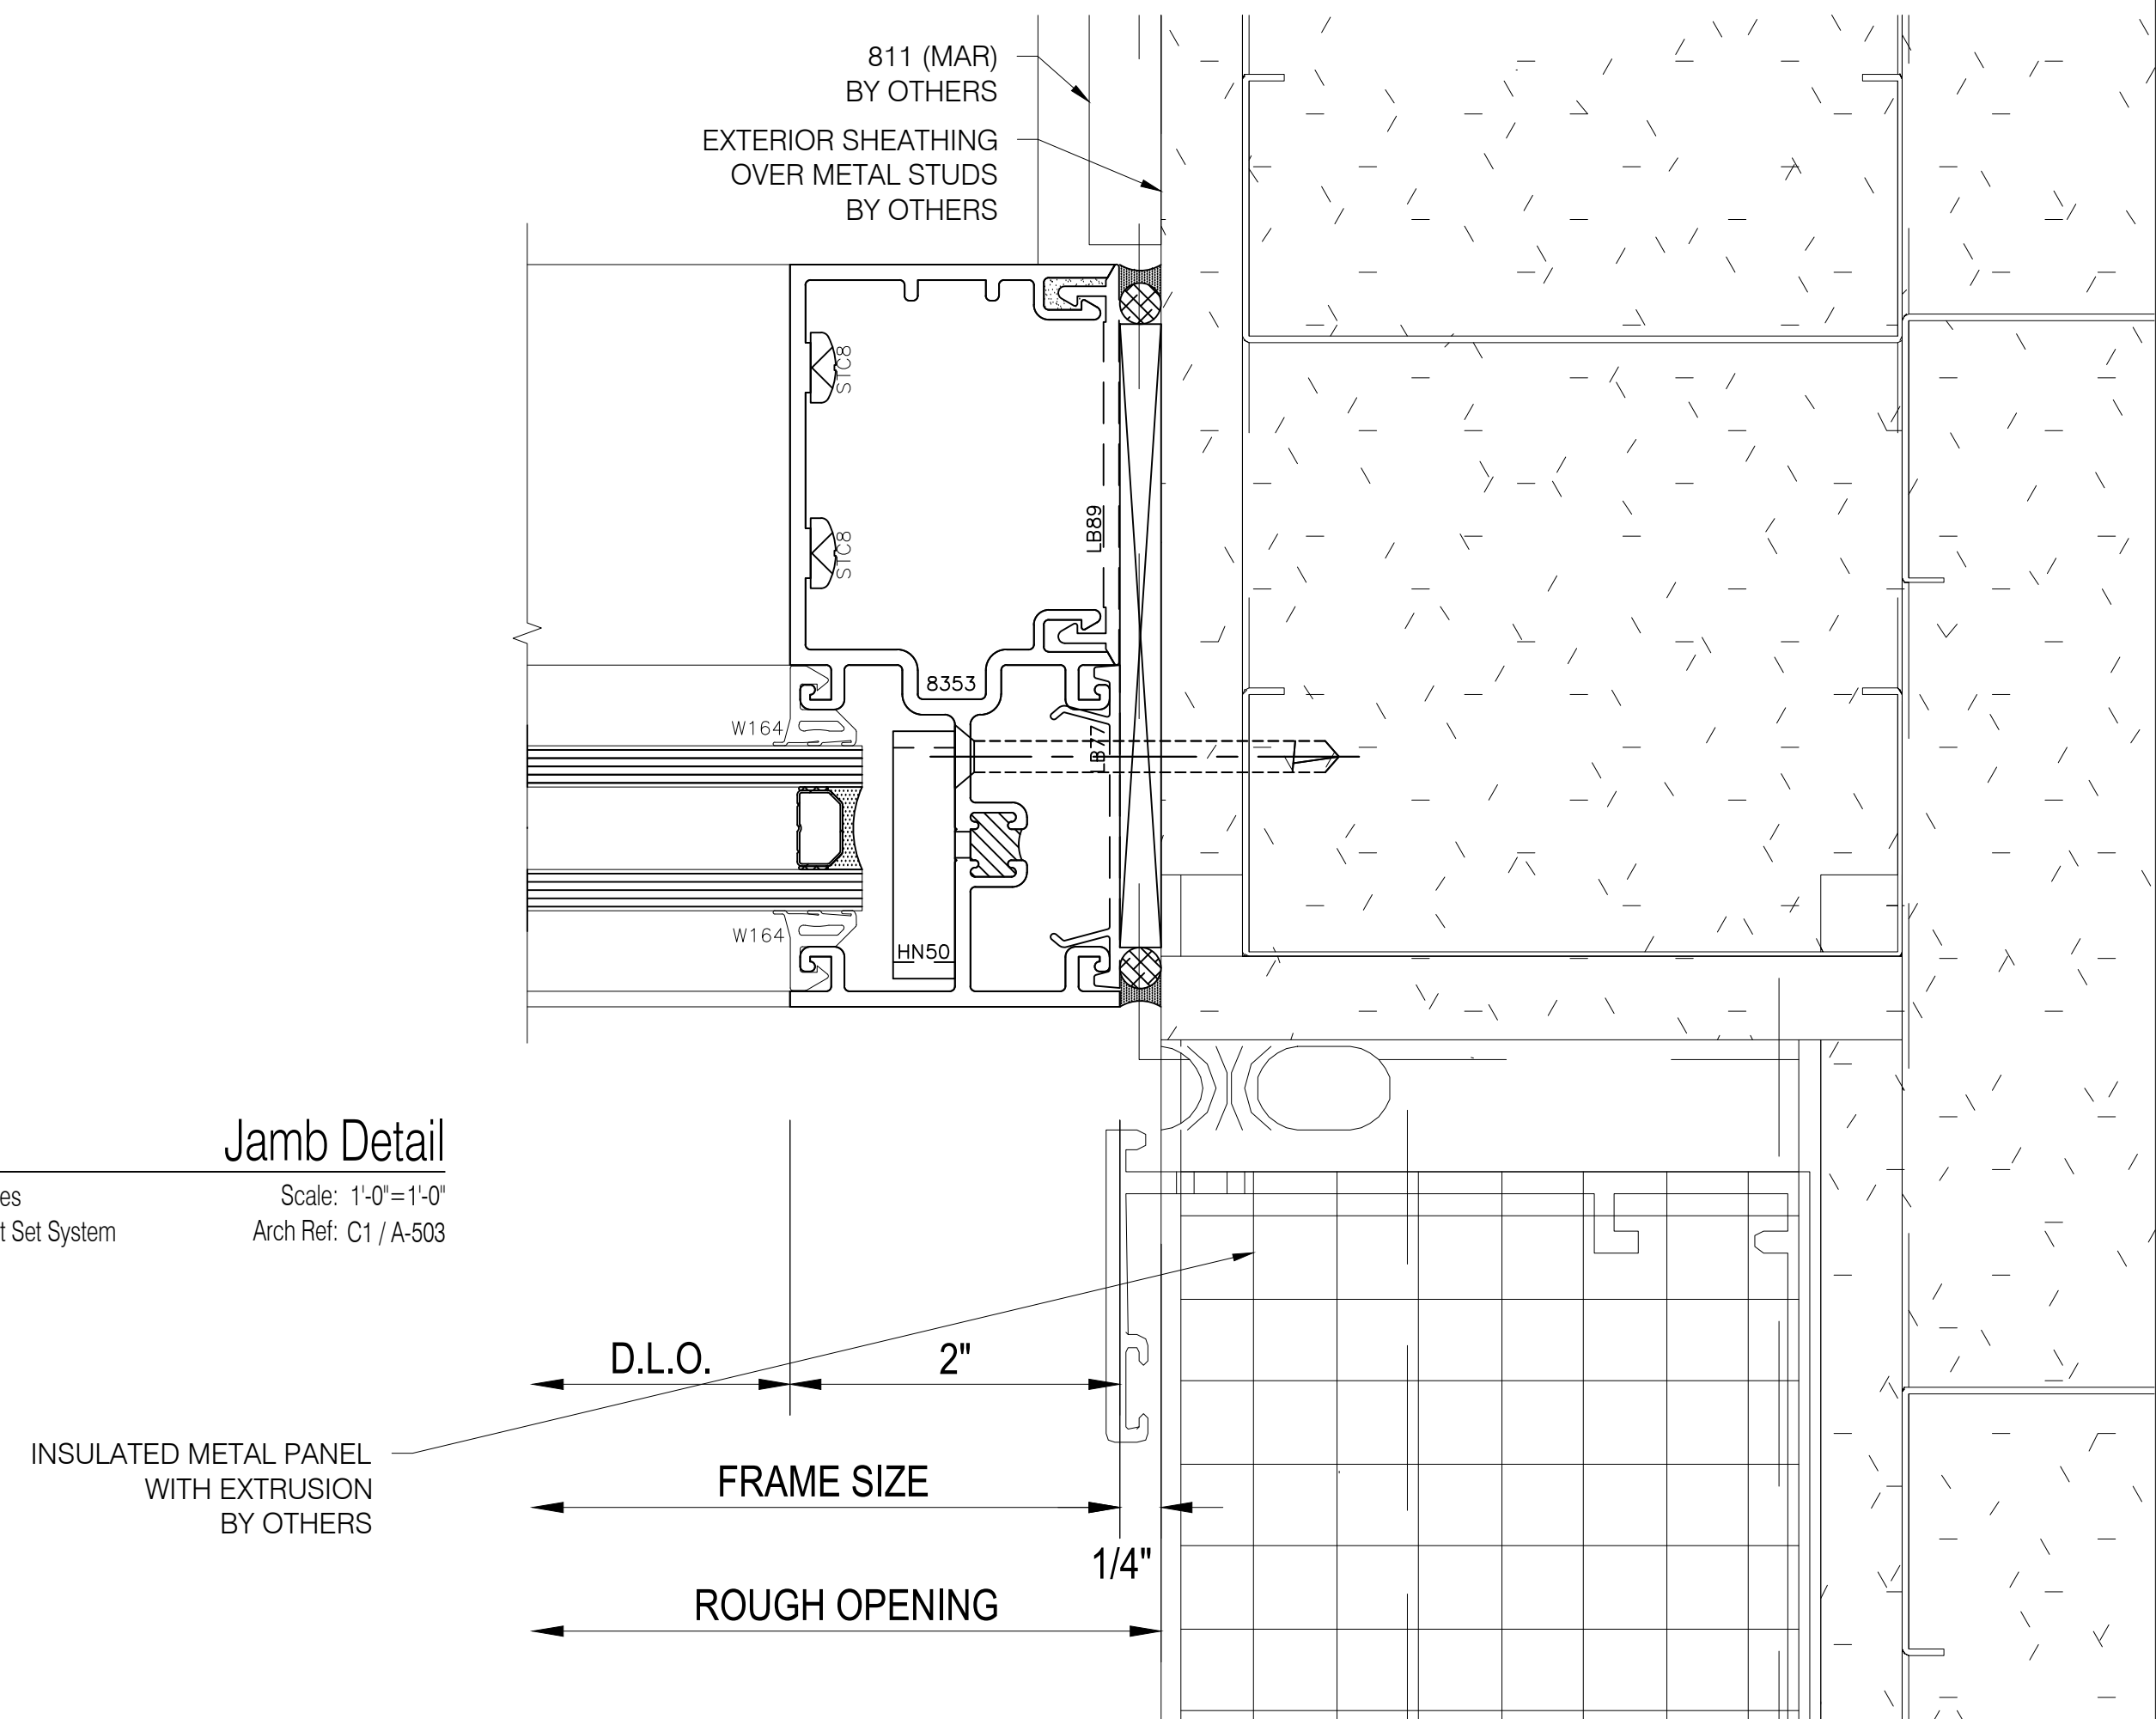 811 (MAR)
BY OTHERS
EXTERIOR SHEATHING
OVER METAL STUDS
BY OTHERS
STC8
STC8
LB89
8353
W164
LB77
W164
HN50
Jamb Detail
es
Scale: 1'-0"=1'-0"
t Set System
Arch Ref: C1 / A-503
D.L.O.
2"
INSULATED METAL PANEL
WITH EXTRUSION
BY OTHERS
FRAME SIZE
1/4"
ROUGH OPENING